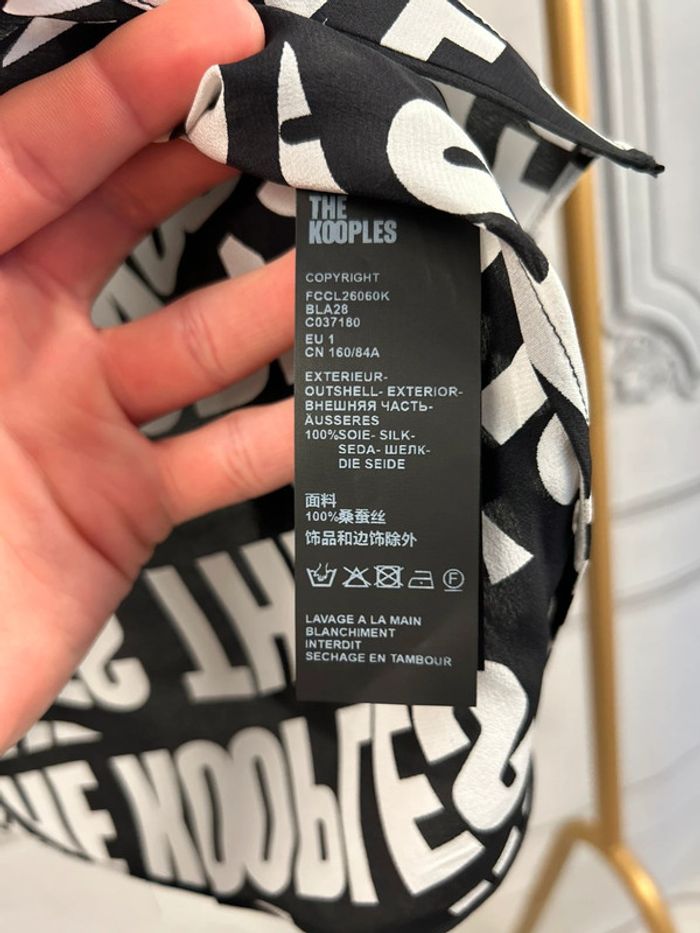 THE
KOOPLES
COPYRIGHT
FCCL26060K
BLA28
C037180
EU 1
CN 160/84A
EXTERIEUR-
OUTSHELL- EXTERIOR-
ВНЕШНЯЯ ЧАСТЬ-
ÄUSSERES
100%SOIE- SILK-
SEDA- ШЕЛК-
DIE SEIDE
面料
100%桑蚕丝
饰品和边饰除外
F
LAVAGE A LA MAIN
BLANCHIMENT
INTERDIT
SECHAGE EN TAMBOUR
THE KOOPLES